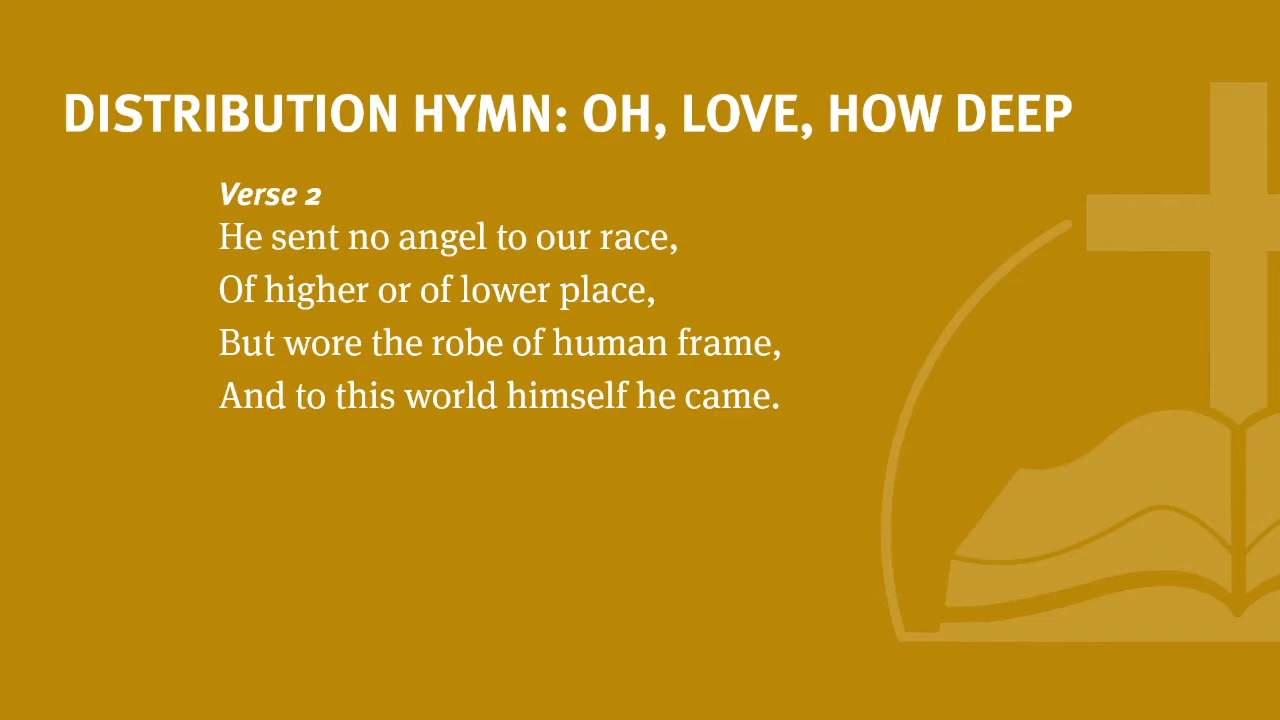 DISTRIBUTION HYMN: OH, LOVE, HOW DEEP
Verse 2
He sent no angel to our race,
Of higher or of lower place,
But wore the robe of human frame,
And to this world himself he came.